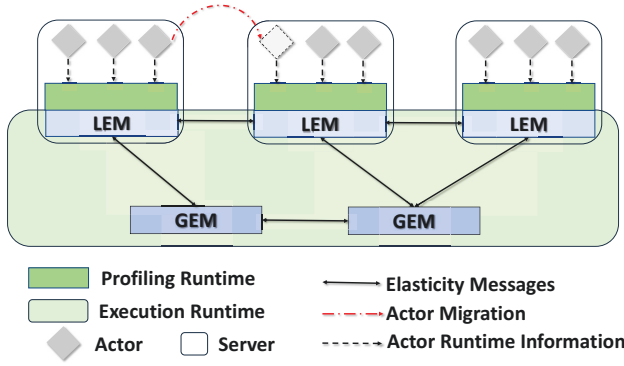 LEM
LEM
LEM
GEM
GEM
Profiling Runtime
Execution Runtime
Actor
Server
Elasticity Messages
Actor Migration
Actor Runtime Information